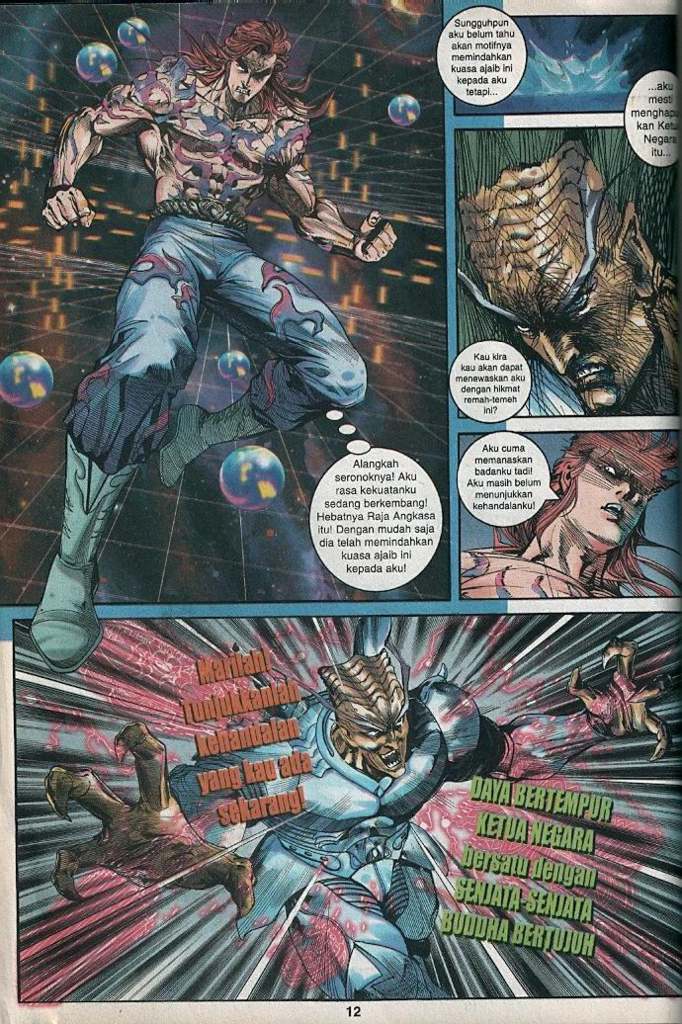 Alangkah
seronoknya! Aku
rasa kekuatanku
sedang berkembang!
Hebatnya Raja Angkasa
itu! Dengan mudah saja
dia telah memindahkan
kuasa ajaib ini
kepada aku!
Sungguhpun
aku belum tahu
akan motifnya
memindahkan
kuasa ajaib ini
kepada aku
tetapi...
...aku
mesti
menghapus
kan Ketua
Negara
itu...
Kau kira
kau akan dapat
menewaskan aku
dengan hikmat
remah-temeh
ini?
Aku cuma
memanaskan
badanku tadi!
Aku masih belum
menunjukkan
kehandalanku!
Marilah!
Tunjukkanlah
kehandalan
yang kau ada
sekarang!
DAYA BERTEMPUR
KETUA NEGARA
bersatu dengan
SENJATA-SENJATA
BUDDHA BERTUJUH
12